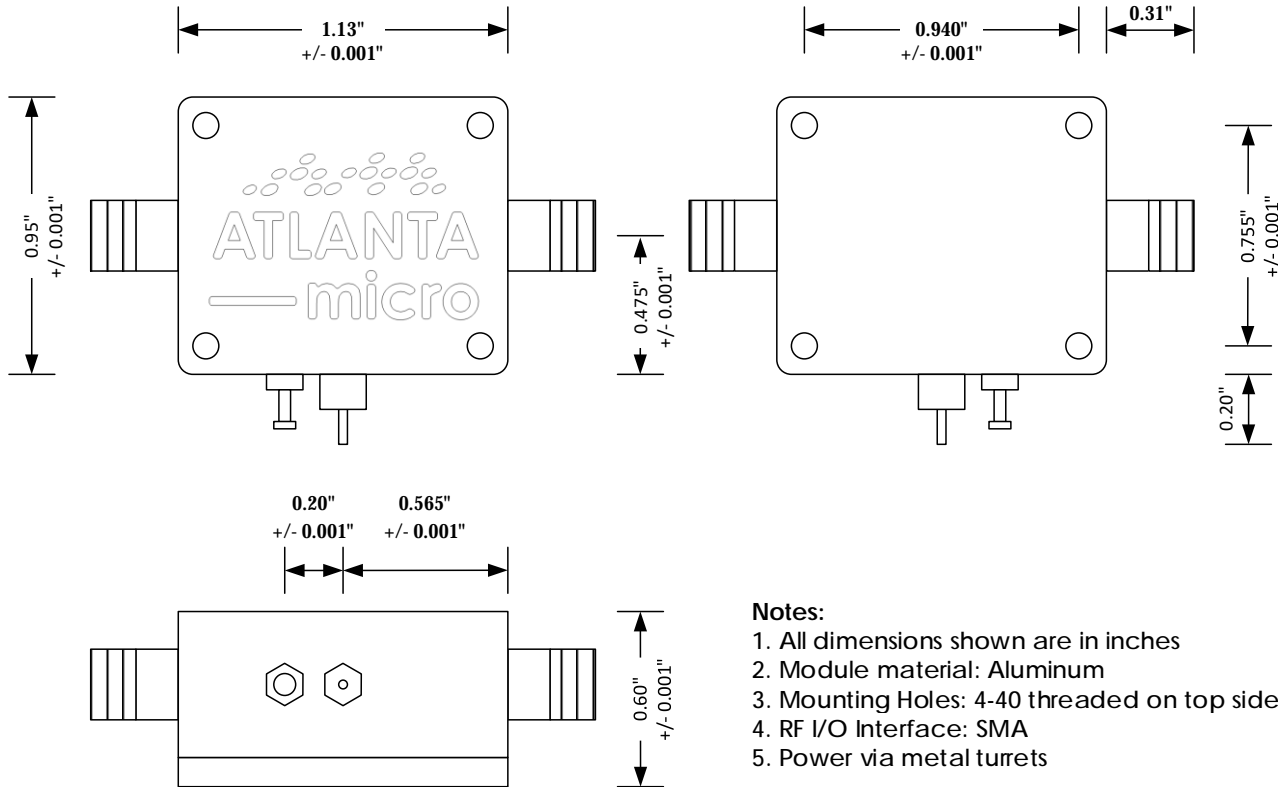 1.13"
+/- 0.001"
0.940"
+/- 0.001"
0.31"
0.95"
+/- 0.001"
ATLANTA
micro
0.475"
+/- 0.001"
0.755"
+/- 0.001"
0.20"
0.20"
+/- 0.001"
0.565"
+/- 0.001"
0.60"
+/- 0.001"
Notes:
1. All dimensions shown are in inches
2. Module material: Aluminum
3. Mounting Holes: 4-40 threaded on top side
4. RF I/O Interface: SMA
5. Power via metal turrets